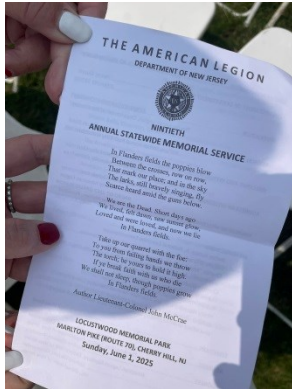 THE AMERICAN LEGION
DEPARTMENT OF NEW JERSEY
NINTIETH
ANNUAL STATEWIDE MEMORIAL SERVICE
In Flanders fields the poppies blow
Between the crosses, row on row,
That mark our place; and in the sky
The larks, still bravely singing, fly
Scarce heard amid the guns below.
We are the Dead. Short days ago
We lived, felt dawn, saw sunset glow,
Loved and were loved, and now we lie
In Flanders fields.
Take up our quarrel with the foe:
To you from failing hands we throw
The torch; be yours to hold it high.
If ye break faith with us who die
We shall not sleep, though poppies grow
In Flanders fields.
Author Lieutenant-Colonel John McCrae
LOCUSTWOOD MEMORIAL PARK
MARLTON PIKE (ROUTE 70), CHERRY HILL, NJ
Sunday, June 1, 2025